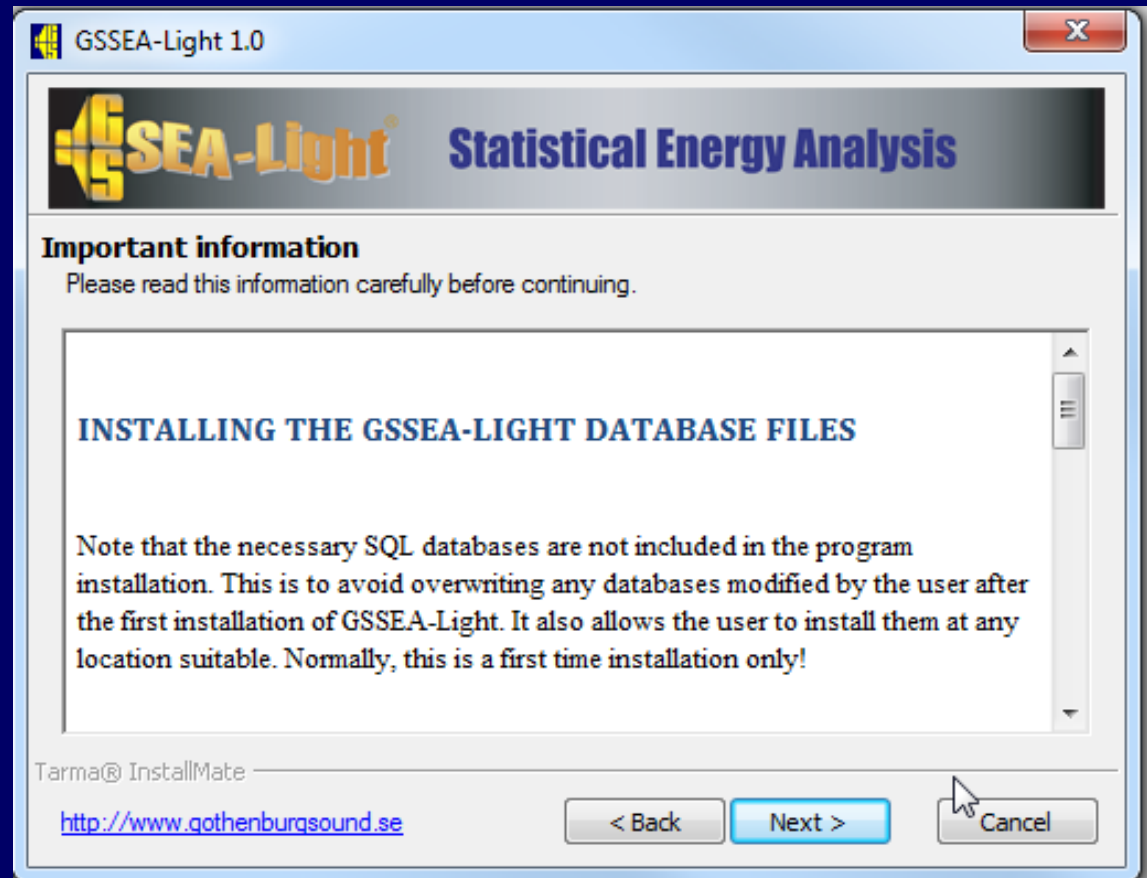 GSSEA-Light 1.0
x
GS SEA-Light® Statistical Energy Analysis
Important information
Please read this information carefully before continuing.
INSTALLING THE GSSEA-LIGHT DATABASE FILES
Note that the necessary SQL databases are not included in the program
installation. This is to avoid overwriting any databases modified by the user after
the first installation of GSSEA-Light. It also allows the user to install them at any
location suitable. Normally, this is a first time installation only!
Tarma® InstallMate
http://www.gothenburgsound.se
< Back Next > Cancel